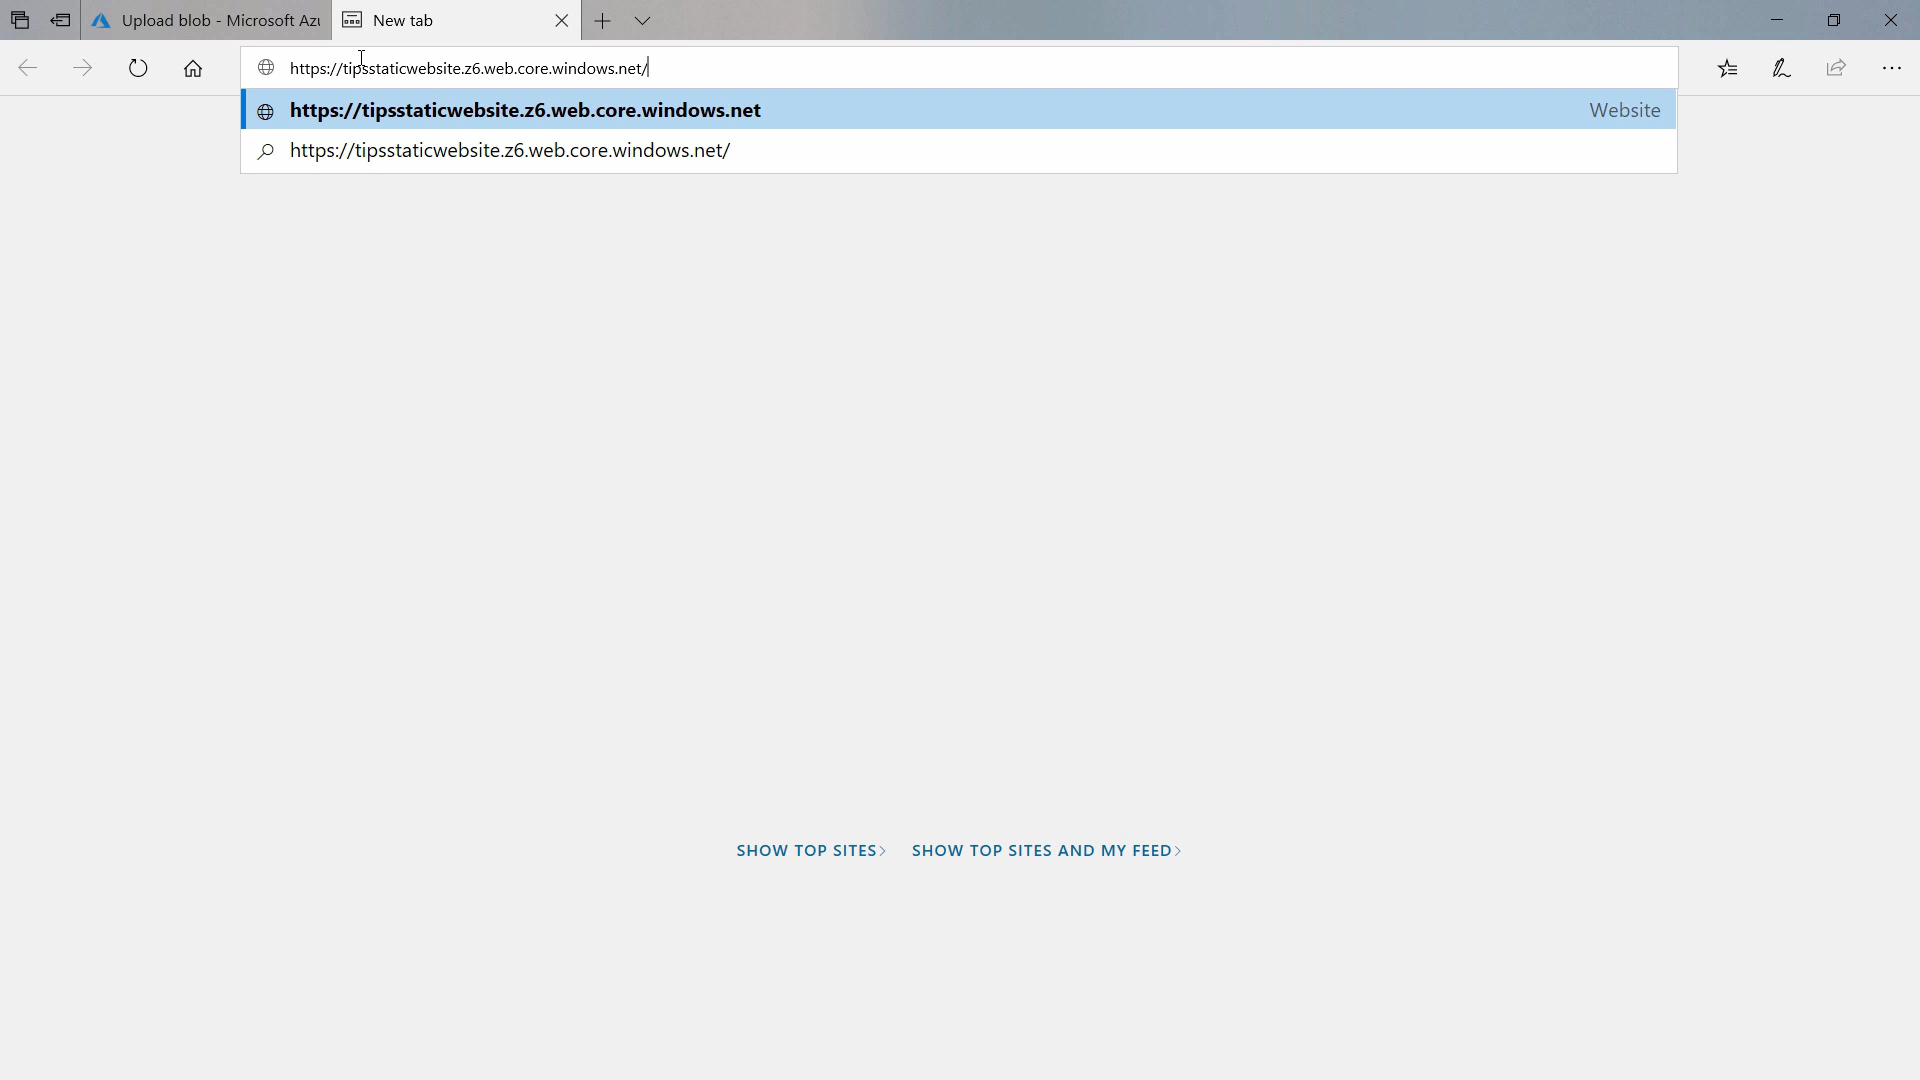 Upload blob - Microsoft Azu
New tab
https://tipsstaticwebsite.z6.web.core.windows.net/
https://tipsstaticwebsite.z6.web.core.windows.net
Website
https://tipsstaticwebsite.z6.web.core.windows.net/
SHOW TOP SITES
SHOW TOP SITES AND MY FEED